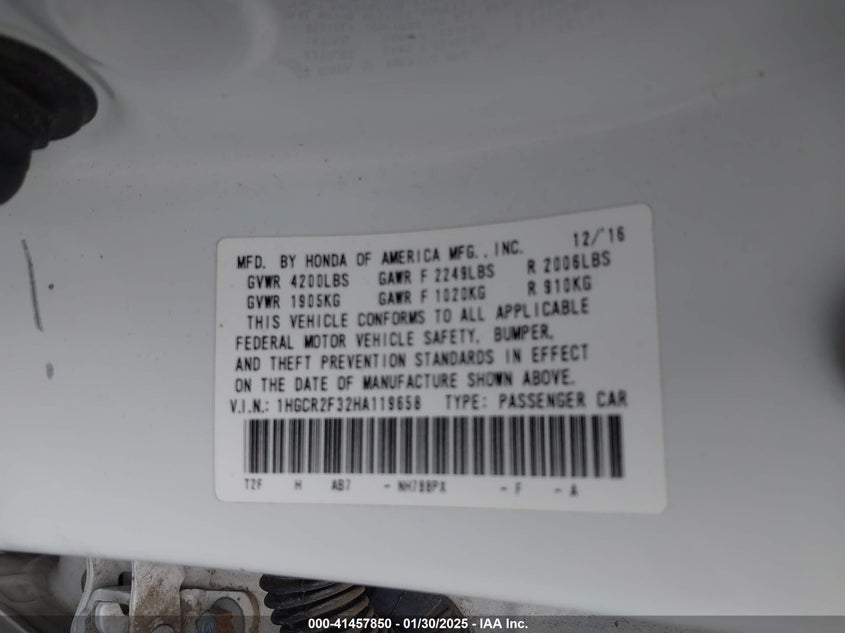 MFD. BY HONDA OF AMERICA MFG., INC. 12/'16
GVWR 4200LBS GAWR F 2249LBS R 2006LBS
GVWR 1905KG GAWR F 1020KG R 910KG
THIS VEHICLE CONFORMS TO ALL APPLICABLE
FEDERAL MOTOR VEHICLE SAFETY, BUMPER,
AND THEFT PREVENTION STANDARDS IN EFFECT
ON THE DATE OF MANUFACTURE SHOWN ABOVE.
V.I.N.: 1HGCR2F32HA119658 TYPE: PASSENGER CAR
T2F H AB7 - NH788PX - F - A
000-41457850 - 01/30/2025 - IAA Inc.